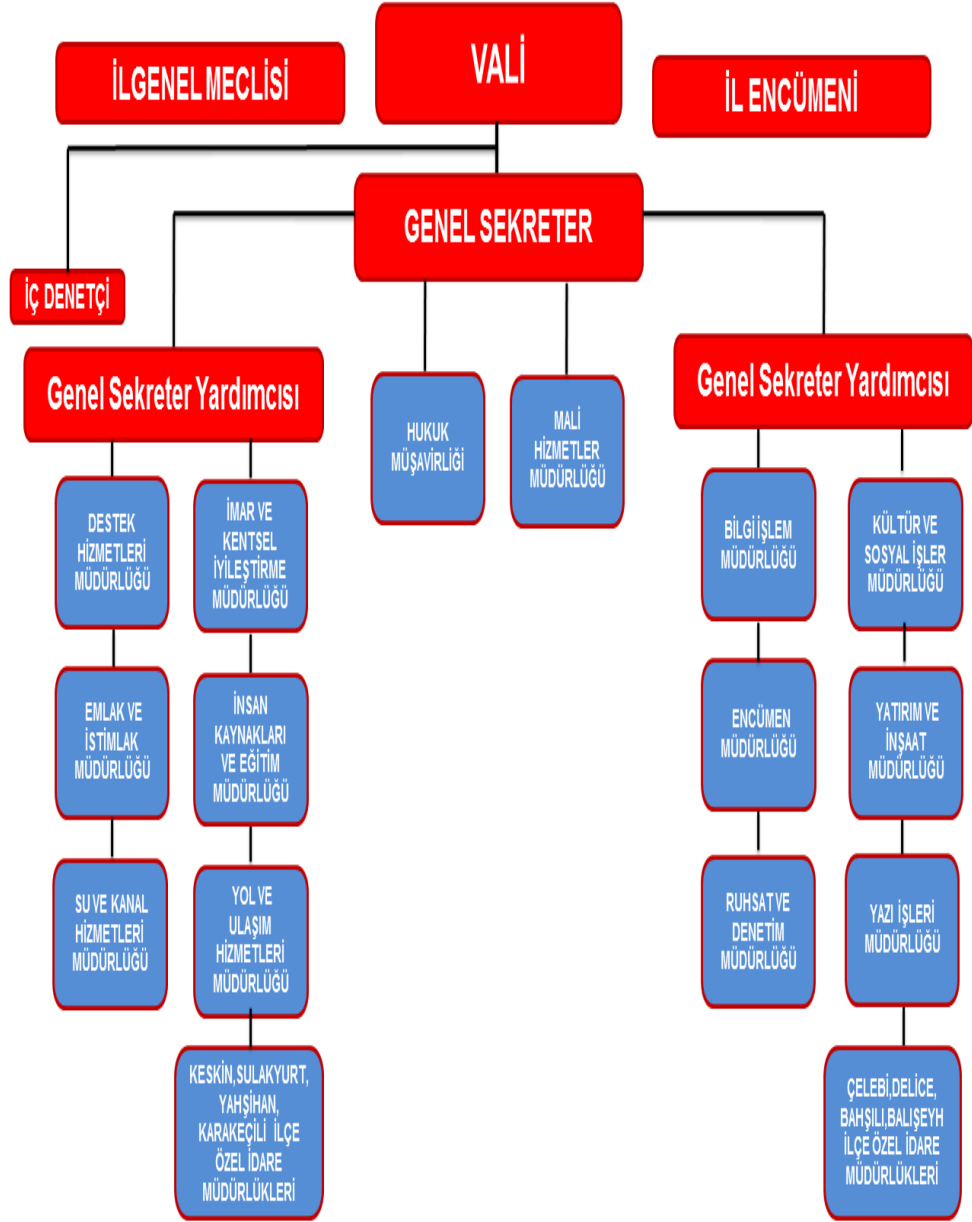 VALİ
İLGENEL MECLİSİ
İL ENCÜMENİ
GENEL SEKRETER
İÇ DENETÇİ
Genel Sekreter Yardımcısı
HUKUK
MÜŞAVİRLİĞİ
MALİ
HİZMETLER
MÜDÜRLÜĞÜ
Genel Sekreter Yardımcısı
DESTEK
HİZMETLERİ
MÜDÜRLÜĞÜ
İMAR VE
KENTSEL
İYİLEŞTİRME
MÜDÜRLÜĞÜ
BİLGİ İŞLEM
MÜDÜRLÜĞÜ
KÜLTÜR VE
SOSYAL İŞLER
MÜDÜRLÜĞÜ
EMLAK VE
İSTİMLAK
MÜDÜRLÜĞÜ
İNSAN
KAYNAKLARI
VE EĞİTİM
MÜDÜRLÜĞÜ
ENCÜMEN
MÜDÜRLÜĞÜ
YATIRIM VE
İNŞAAT
MÜDÜRLÜĞÜ
SU VE KANAL
HİZMETLERİ
MÜDÜRLÜĞÜ
YOL VE
ULAŞIM
HİZMETLERİ
MÜDÜRLÜĞÜ
RUHSAT VE
DENETİM
MÜDÜRLÜĞÜ
YAZI İŞLERİ
MÜDÜRLÜĞÜ
KESKİN,SULAKYURT,
YAHŞİHAN,
KARAKEÇİLİ İLÇE
ÖZEL İDARE
MÜDÜRLÜKLERİ
ÇELEBİ,DELİCE,
BAHŞILI,BALIŞEYH
İLÇE ÖZEL İDARE
MÜDÜRLÜKLERİ